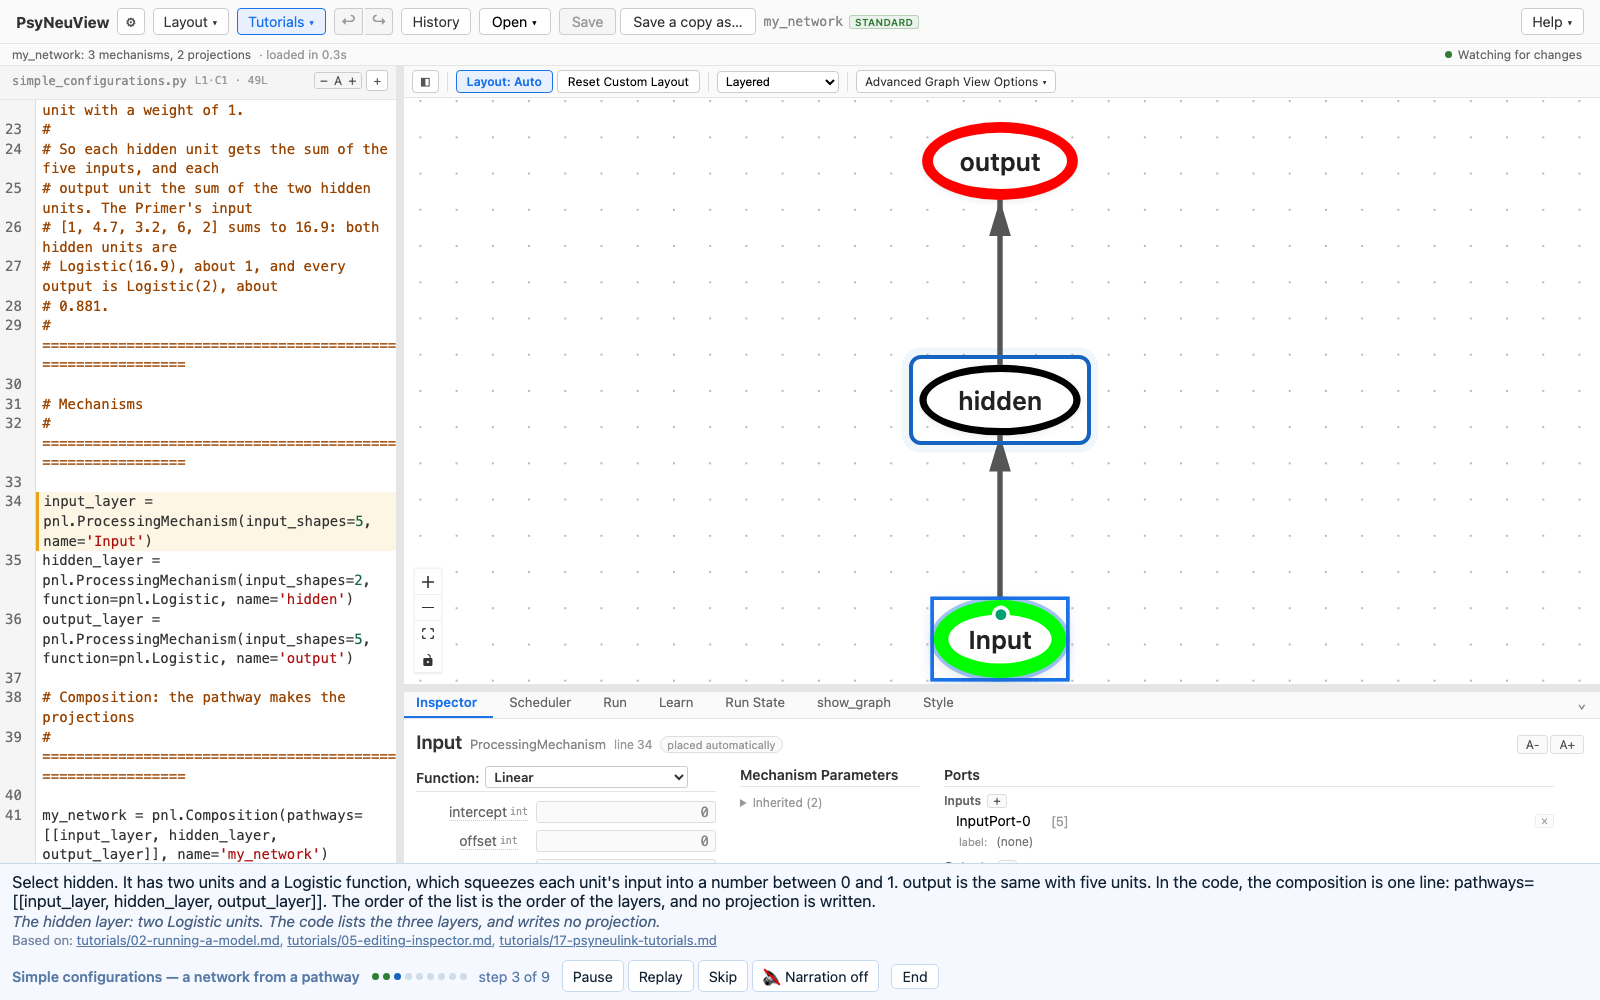 PsyNeuView ⚙ Layout ▾ Tutorials ▾ ↩ ↪ History Open ▾ Save Save a copy as... my_network STANDARD Help ▾
my_network: 3 mechanisms, 2 projections · loaded in 0.3s Watching for changes
simple_configurations.py L1·C1 · 49L − A + +
Layout: Auto Reset Custom Layout Layered Advanced Graph View Options ▾
unit with a weight of 1.
23 #
24 # So each hidden unit gets the sum of the
five inputs, and each
25 # output unit the sum of the two hidden
units. The Primer's input
26 # [1, 4.7, 3.2, 6, 2] sums to 16.9: both
hidden units are
27 # Logistic(16.9), about 1, and every
output is Logistic(2), about
28 # 0.881.
29 #
==========================================
=================
30
31 # Mechanisms
32 #
==========================================
=================
33
34 input_layer =
pnl.ProcessingMechanism(input_shapes=5,
name='Input')
35 hidden_layer =
pnl.ProcessingMechanism(input_shapes=2,
function=pnl.Logistic, name='hidden')
36 output_layer =
pnl.ProcessingMechanism(input_shapes=5,
function=pnl.Logistic, name='output')
37
38 # Composition: the pathway makes the
projections
39 #
==========================================
=================
40
41 my_network = pnl.Composition(pathways=
[[input_layer, hidden_layer,
output_layer]], name='my_network')
output
hidden
Input
Inspector Scheduler Run Learn Run State show_graph Style
Input ProcessingMechanism line 34 placed automatically A- A+
Function: Linear
intercept int 0
offset int 0
Mechanism Parameters
▶ Inherited (2)
Ports
Inputs +
InputPort-0 [5] ×
label: (none)
Select hidden. It has two units and a Logistic function, which squeezes each unit's input into a number between 0 and 1. output is the same with five units. In the code, the composition is one line: pathways=
[[input_layer, hidden_layer, output_layer]]. The order of the list is the order of the layers, and no projection is written.
The hidden layer: two Logistic units. The code lists the three layers, and writes no projection.
Based on: tutorials/02-running-a-model.md, tutorials/05-editing-inspector.md, tutorials/17-psyneulink-tutorials.md
Simple configurations — a network from a pathway step 3 of 9 Pause Replay Skip Narration off End